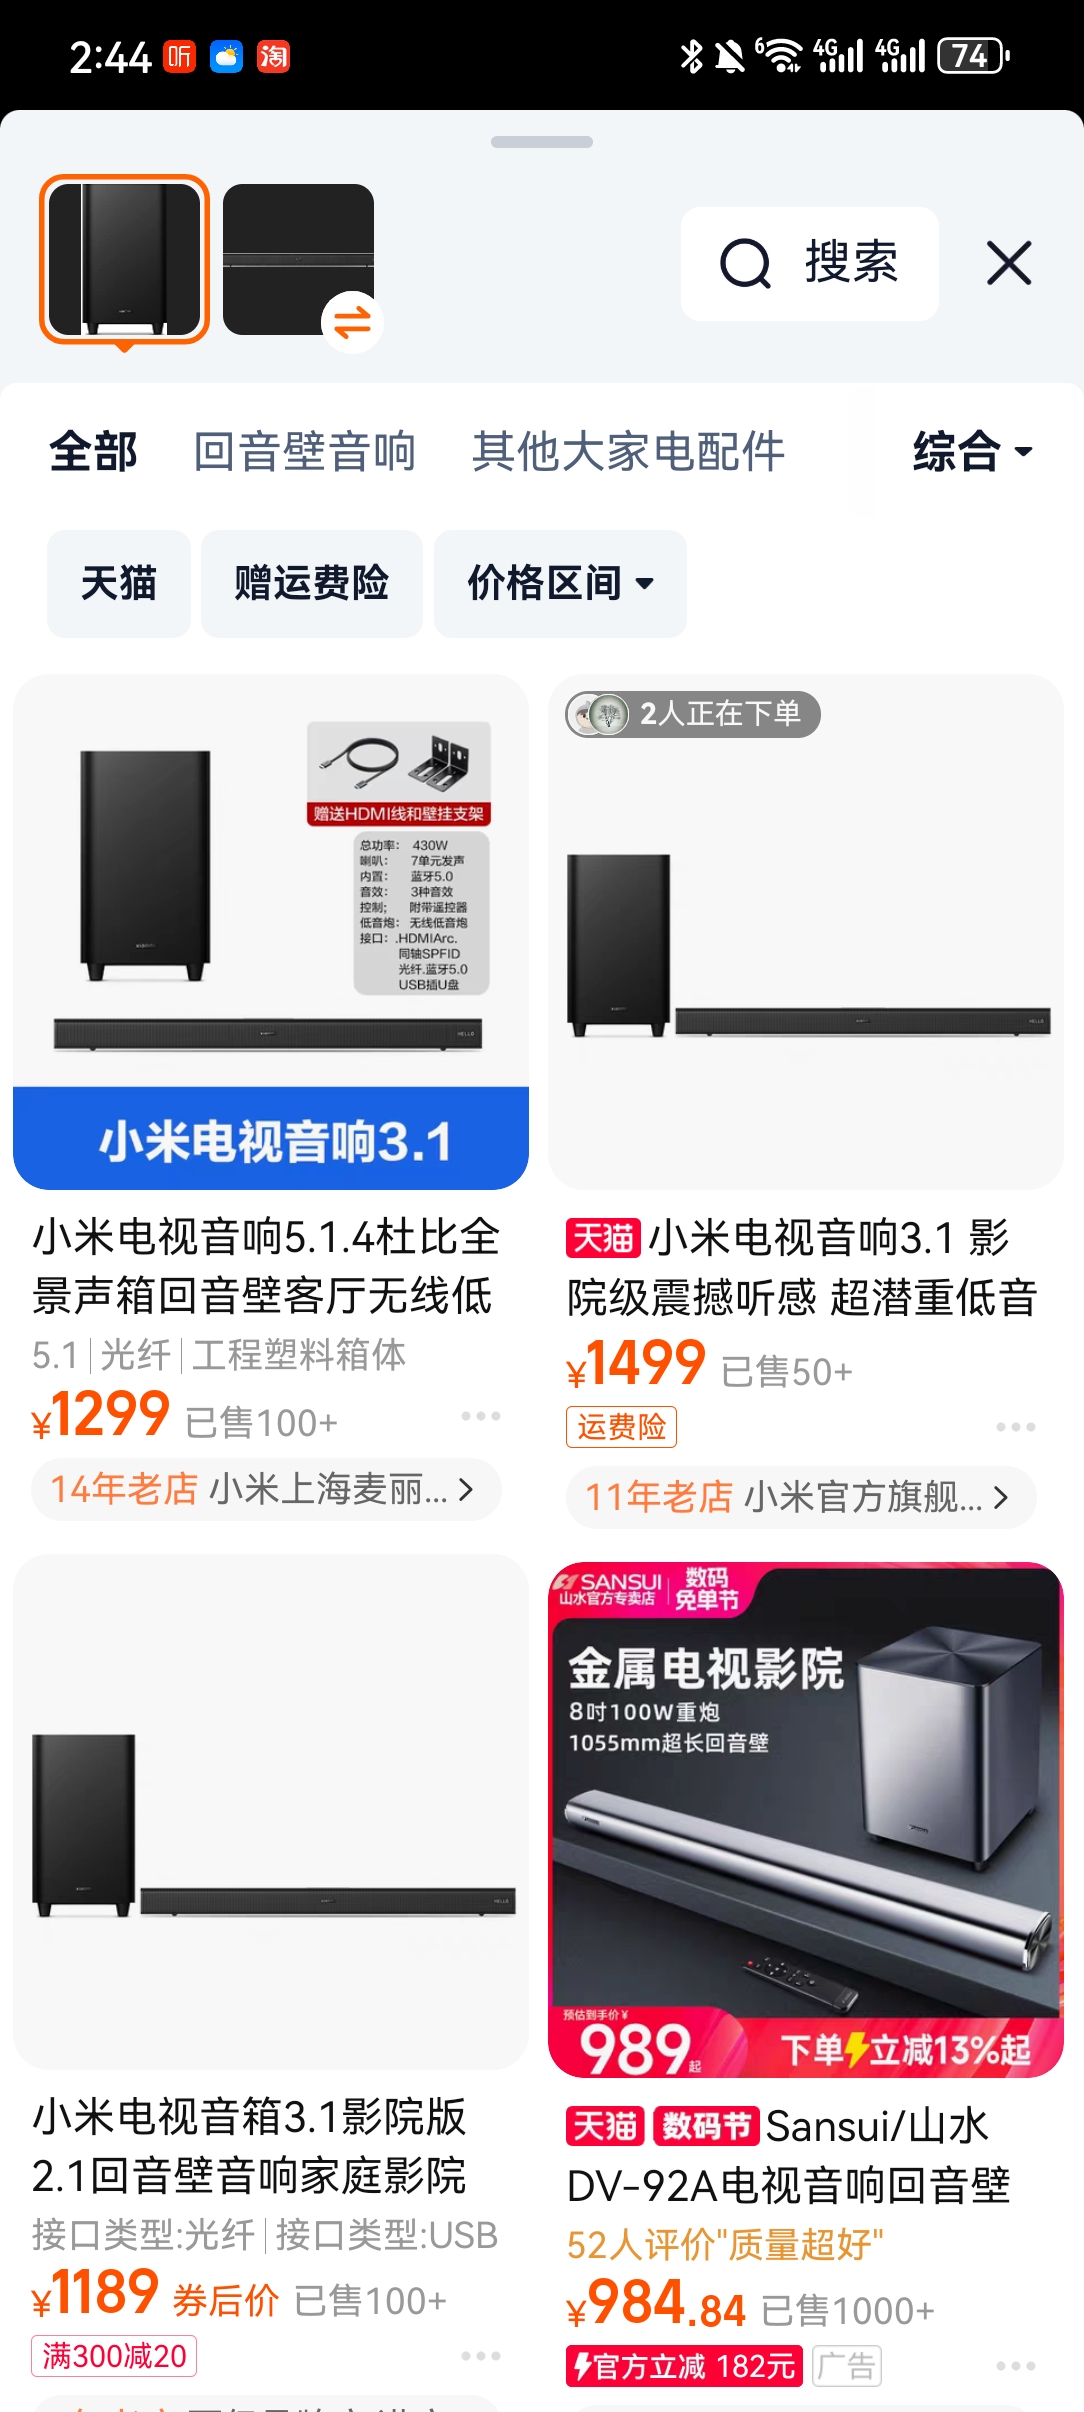 2:44 听 淘 6 4G 4G 74
搜索
全部 回音壁音响 其他大家电配件 综合
天猫 赠运费险 价格区间
赠送HDMI线和壁挂支架
总功率: 430W
喇叭: 7单元发声
内置: 蓝牙5.0
音效: 3种音效
控制; 附带遥控器
低音炮: 无线低音炮
接口: .HDMIArc.
同轴SPFID
光纤.蓝牙5.0
USB插U盘
HELLO
小米电视音响3.1
小米电视音响5.1.4杜比全
景声箱回音壁客厅无线低
5.1 光纤 工程塑料箱体
¥1299 已售100+
14年老店 小米上海麦丽...
2人正在下单
HELLO
天猫 小米电视音响3.1 影
院级震撼听感 超潜重低音
¥1499 已售50+
运费险
11年老店 小米官方旗舰...
HELLO
小米电视音箱3.1影院版
2.1回音壁音响家庭影院
接口类型:光纤 接口类型:USB
¥1189 券后价 已售100+
满300减20
SANSUI
山水官方专卖店
数码
免单节
金属电视影院
8吋100W重炮
1055mm超长回音壁
预估到手价¥
989起
下单立减13%起
天猫 数码节 Sansui/山水
DV-92A电视音响回音壁
52人评价"质量超好"
¥984.84 已售1000+
官方立减 182元 广告